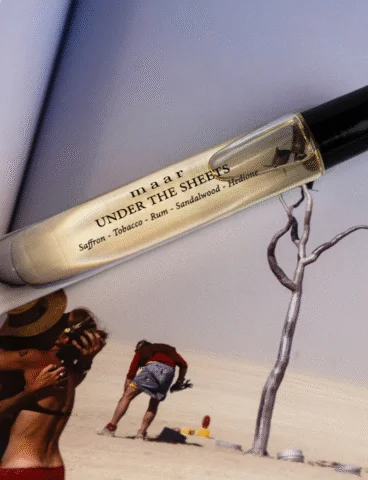 maar
UNDER THE SHEETS
Saffron - Tobacco - Rum - Sandalwood - Hedione